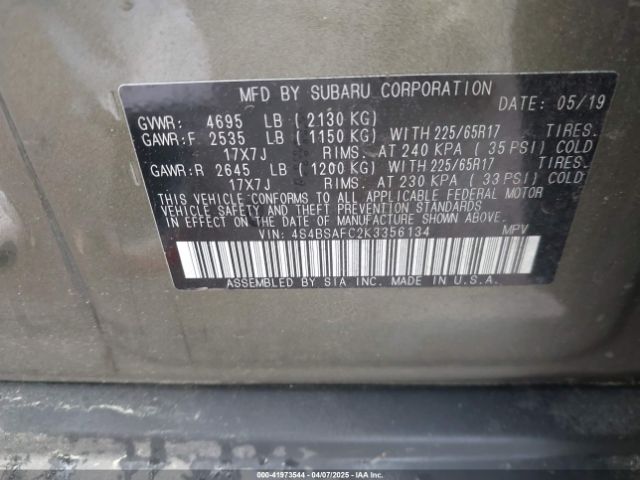 MFD BY SUBARU CORPORATION
DATE: 05/19
GVWR: 4695 LB ( 2130 KG)
GAWR:F 2535 LB ( 1150 KG) WITH 225/65R17 TIRES.
17X7J RIMS. AT 240 KPA ( 35 PSI) COLD
GAWR:R 2645 LB ( 1200 KG) WITH 225/65R17 TIRES.
17X7J RIMS. AT 230 KPA ( 33 PSI) COLD
THIS VEHICLE CONFORMS TO ALL APPLICABLE FEDERAL MOTOR
VEHICLE SAFETY AND THEFT PREVENTION STANDARDS
IN EFFECT ON THE DATE OF MANUFACTURE SHOWN ABOVE.
VIN: 4S4BSAFC2K3356134 MPV
ASSEMBLED BY SIA INC. MADE IN U.S.A.
000-41973544 - 04/07/2025 - IAAI.COM